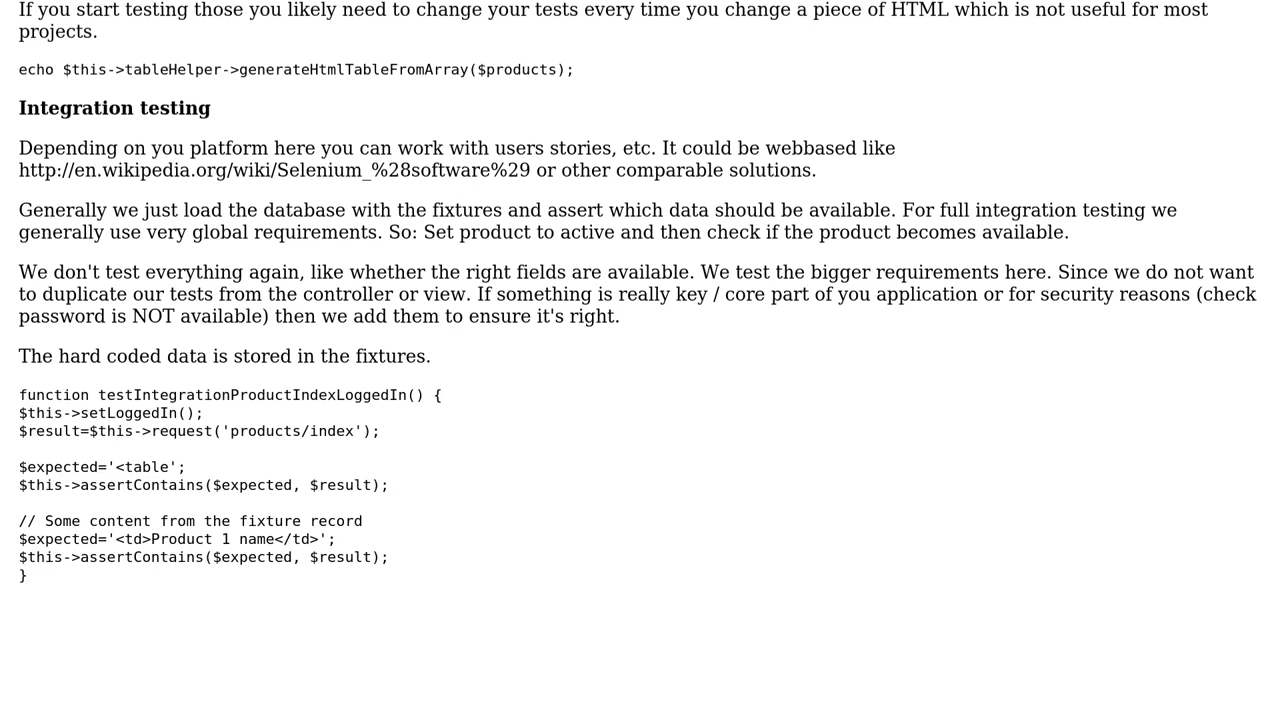 If you start testing those you likely need to change your tests every time you change a piece of HTML which is not useful for most
projects.
echo $this->tableHelper->generateHtmlTableFromArray($products);
Integration testing
Depending on you platform here you can work with users stories, etc. It could be webbased like
http://en.wikipedia.org/wiki/Selenium_%28software%29 or other comparable solutions.
Generally we just load the database with the fixtures and assert which data should be available. For full integration testing we
generally use very global requirements. So: Set product to active and then check if the product becomes available.
We don't test everything again, like whether the right fields are available. We test the bigger requirements here. Since we do not want
to duplicate our tests from the controller or view. If something is really key / core part of you application or for security reasons (check
password is NOT available) then we add them to ensure it's right.
The hard coded data is stored in the fixtures.
function testIntegrationProductIndexLoggedIn() {
$this->setLoggedIn();
$result=$this->request('products/index');
$expected='<table';
$this->assertContains($expected, $result);
// Some content from the fixture record
$expected='<td>Product 1 name</td>';
$this->assertContains($expected, $result);
}